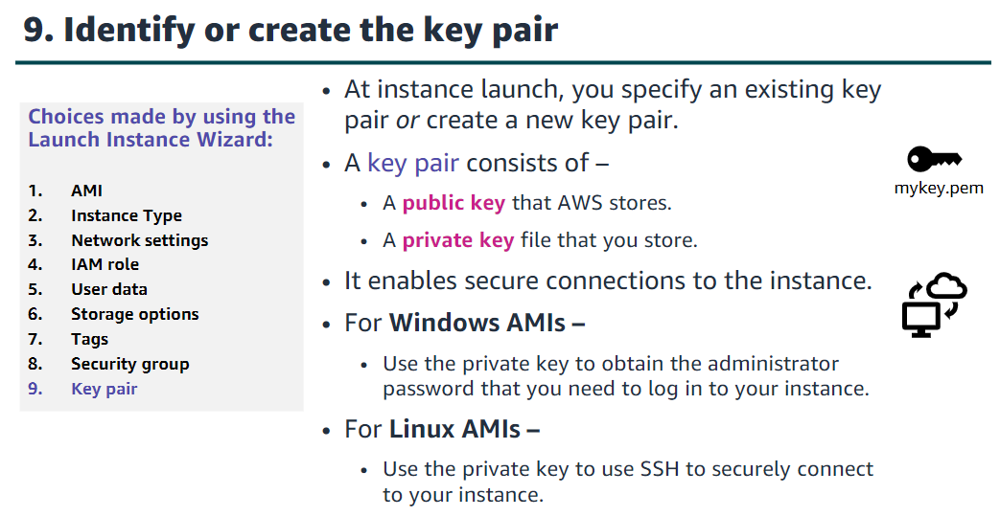 9. Identify or create the key pair
Choices made by using the
Launch Instance Wizard:
1. AMI
2. Instance Type
3. Network settings
4. IAM role
5. User data
6. Storage options
7. Tags
8. Security group
9. Key pair
• At instance launch, you specify an existing key
pair or create a new key pair.
• A key pair consists of –
• A public key that AWS stores.
• A private key file that you store.
• It enables secure connections to the instance.
• For Windows AMIs –
• Use the private key to obtain the administrator
password that you need to log in to your instance.
• For Linux AMIs –
• Use the private key to use SSH to securely connect
to your instance.
mykey.pem